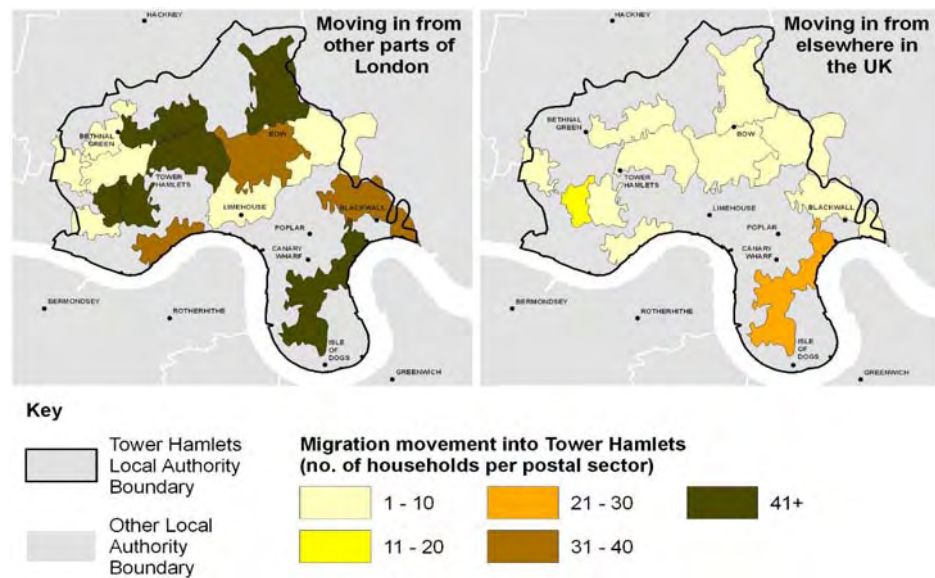 HACKNEY
Moving in from
other parts of
London
BETHNAL
GREEN
BOW
TOWER
HAMLETS
LIMEHOUSE
BLACKWALL
POPLAR
CANARY
WHARF
BERMONDSEY
ROTHERHITHE
ISLE
OF
DOGS
GREENWICH
HACKNEY
Moving in from
elsewhere in
the UK
BETHNAL
GREEN
BOW
TOWER
HAMLETS
LIMEHOUSE
BLACKWALL
POPLAR
CANARY
WHARF
BERMONDSEY
ROTHERHITHE
ISLE
OF
DOGS
GREENWICH
Key
Tower Hamlets
Local Authority
Boundary
Other Local
Authority
Boundary
Migration movement into Tower Hamlets
(no. of households per postal sector)
1 - 10
21 - 30
41+
11 - 20
31 - 40